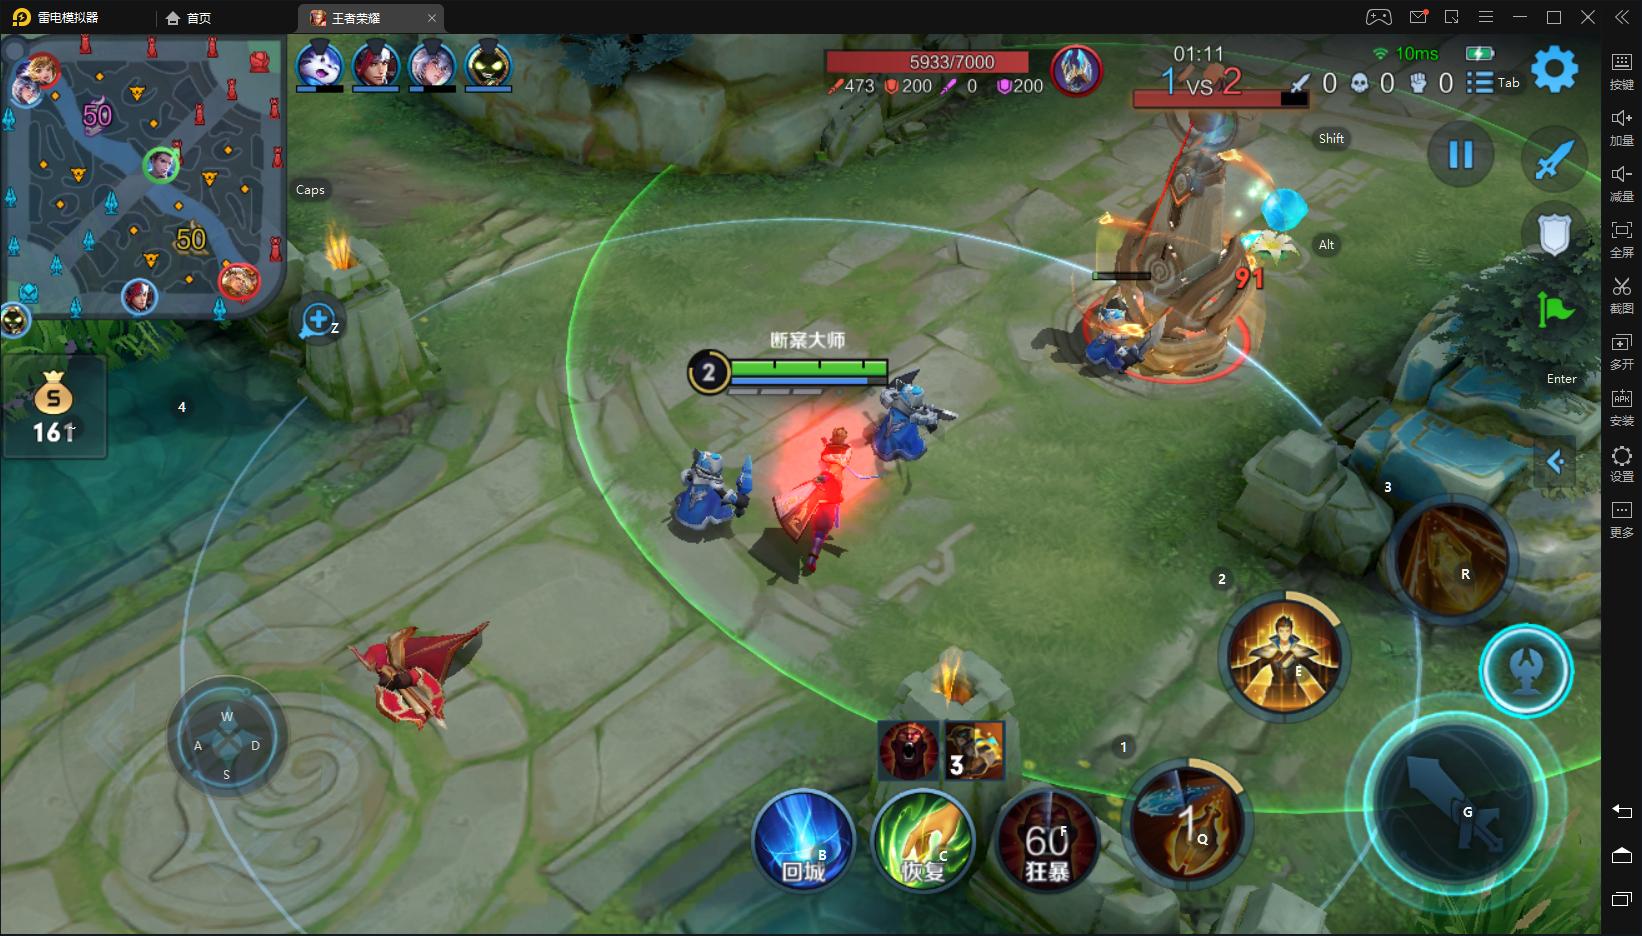 雷电模拟器
首页
王者荣耀
5933/7000
473 200 0 200
01:11
1 VS 2
10ms
0 0 0
Tab
Shift
Caps
Alt
50
50
91
Z
断案大师
2
Enter
4
S
3
R
2
E
W
A D
S
1
3
G
1
Q
B
回城
C
恢复
60
F
狂暴
按键
加量
减量
全屏
截图
多开
APK
安装
设置
更多